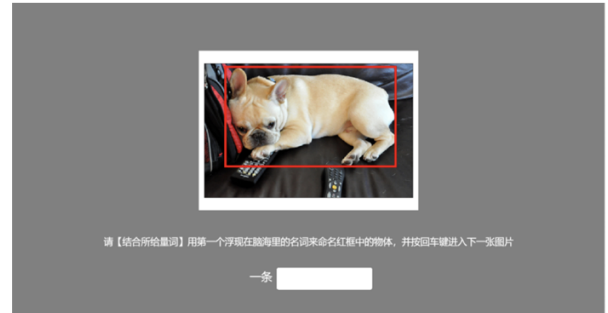 请【结合所给量词】用第一个浮现在脑海里的名词来命名红框中的物体，并按回车键进入下一张图片
一条